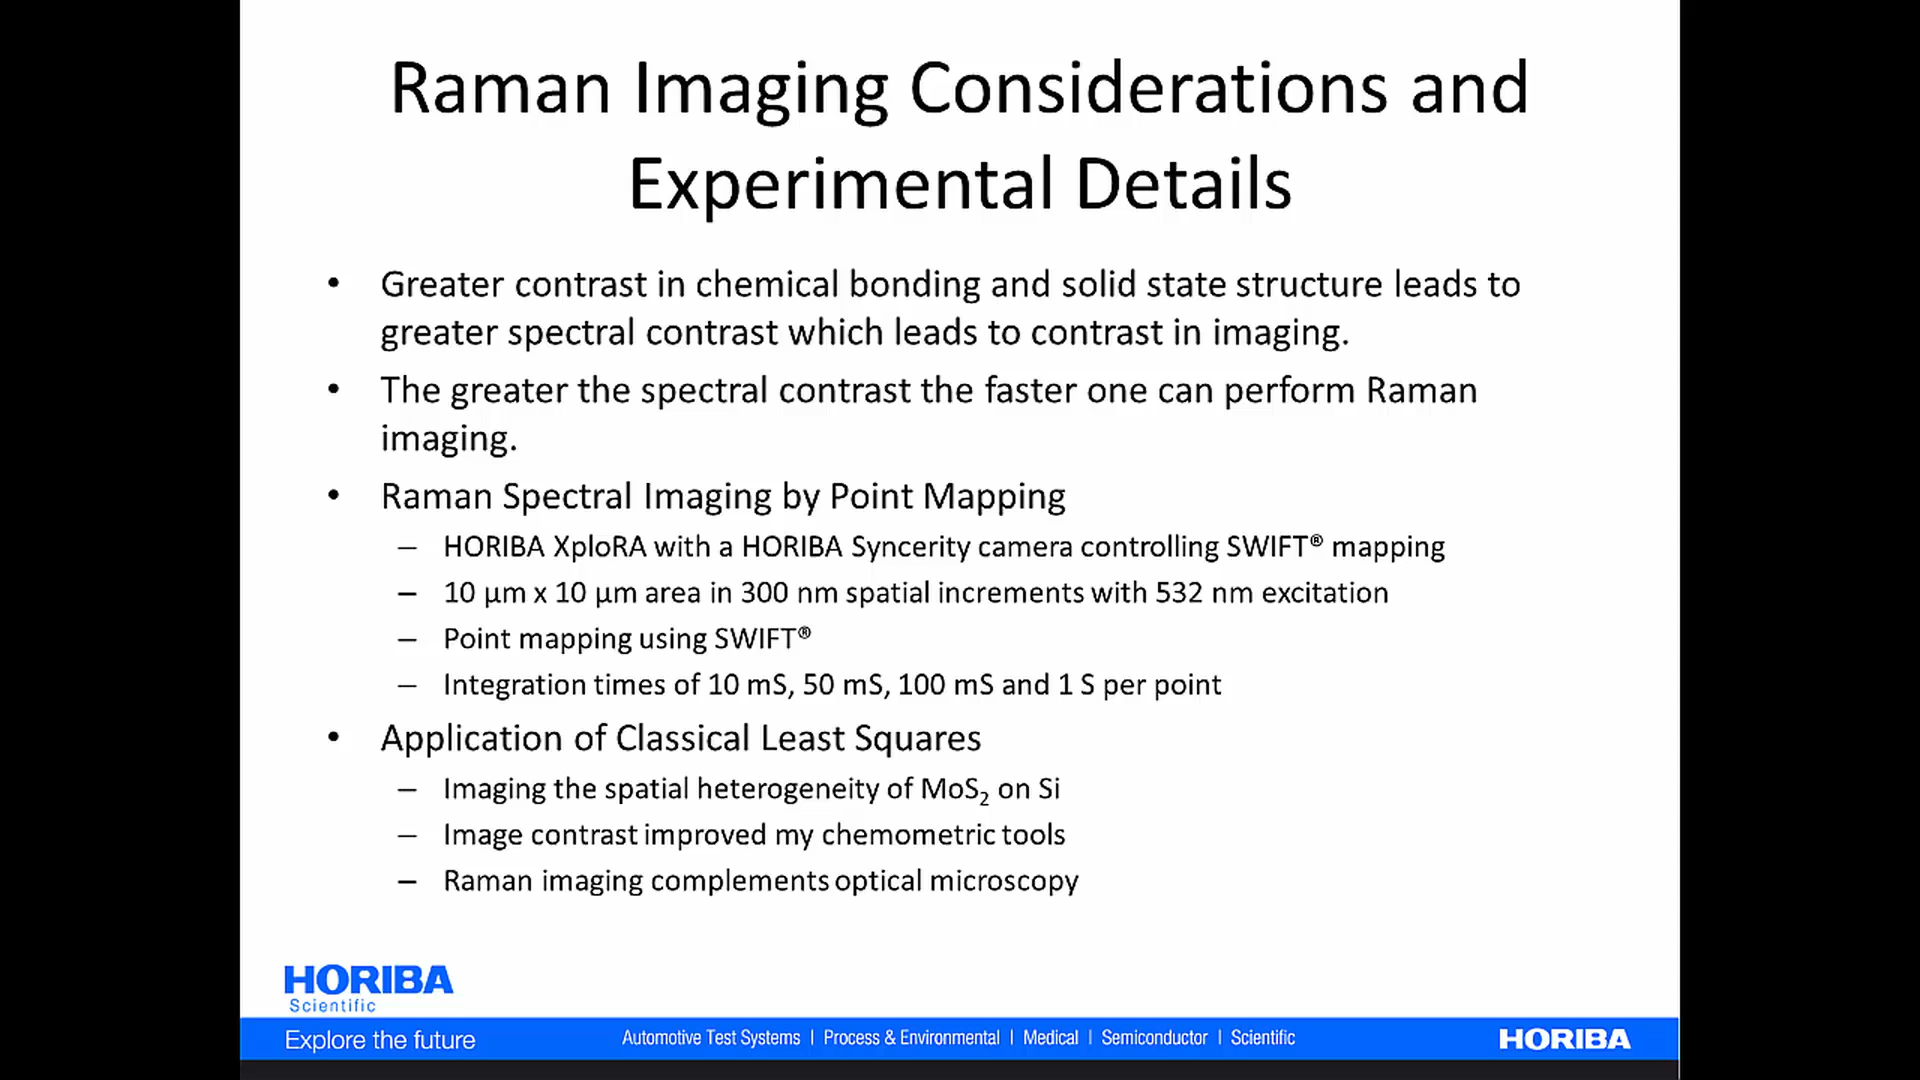 Raman Imaging Considerations and
Experimental Details
• Greater contrast in chemical bonding and solid state structure leads to
greater spectral contrast which leads to contrast in imaging.
• The greater the spectral contrast the faster one can perform Raman
imaging.
• Raman Spectral Imaging by Point Mapping
– HORIBA XploRA with a HORIBA Syncerity camera controlling SWIFT® mapping
– 10 µm x 10 µm area in 300 nm spatial increments with 532 nm excitation
– Point mapping using SWIFT®
– Integration times of 10 mS, 50 mS, 100 mS and 1 S per point
• Application of Classical Least Squares
– Imaging the spatial heterogeneity of MoS₂ on Si
– Image contrast improved my chemometric tools
– Raman imaging complements optical microscopy
HORIBA
Scientific
Explore the future
Automotive Test Systems | Process & Environmental | Medical | Semiconductor | Scientific
HORIBA